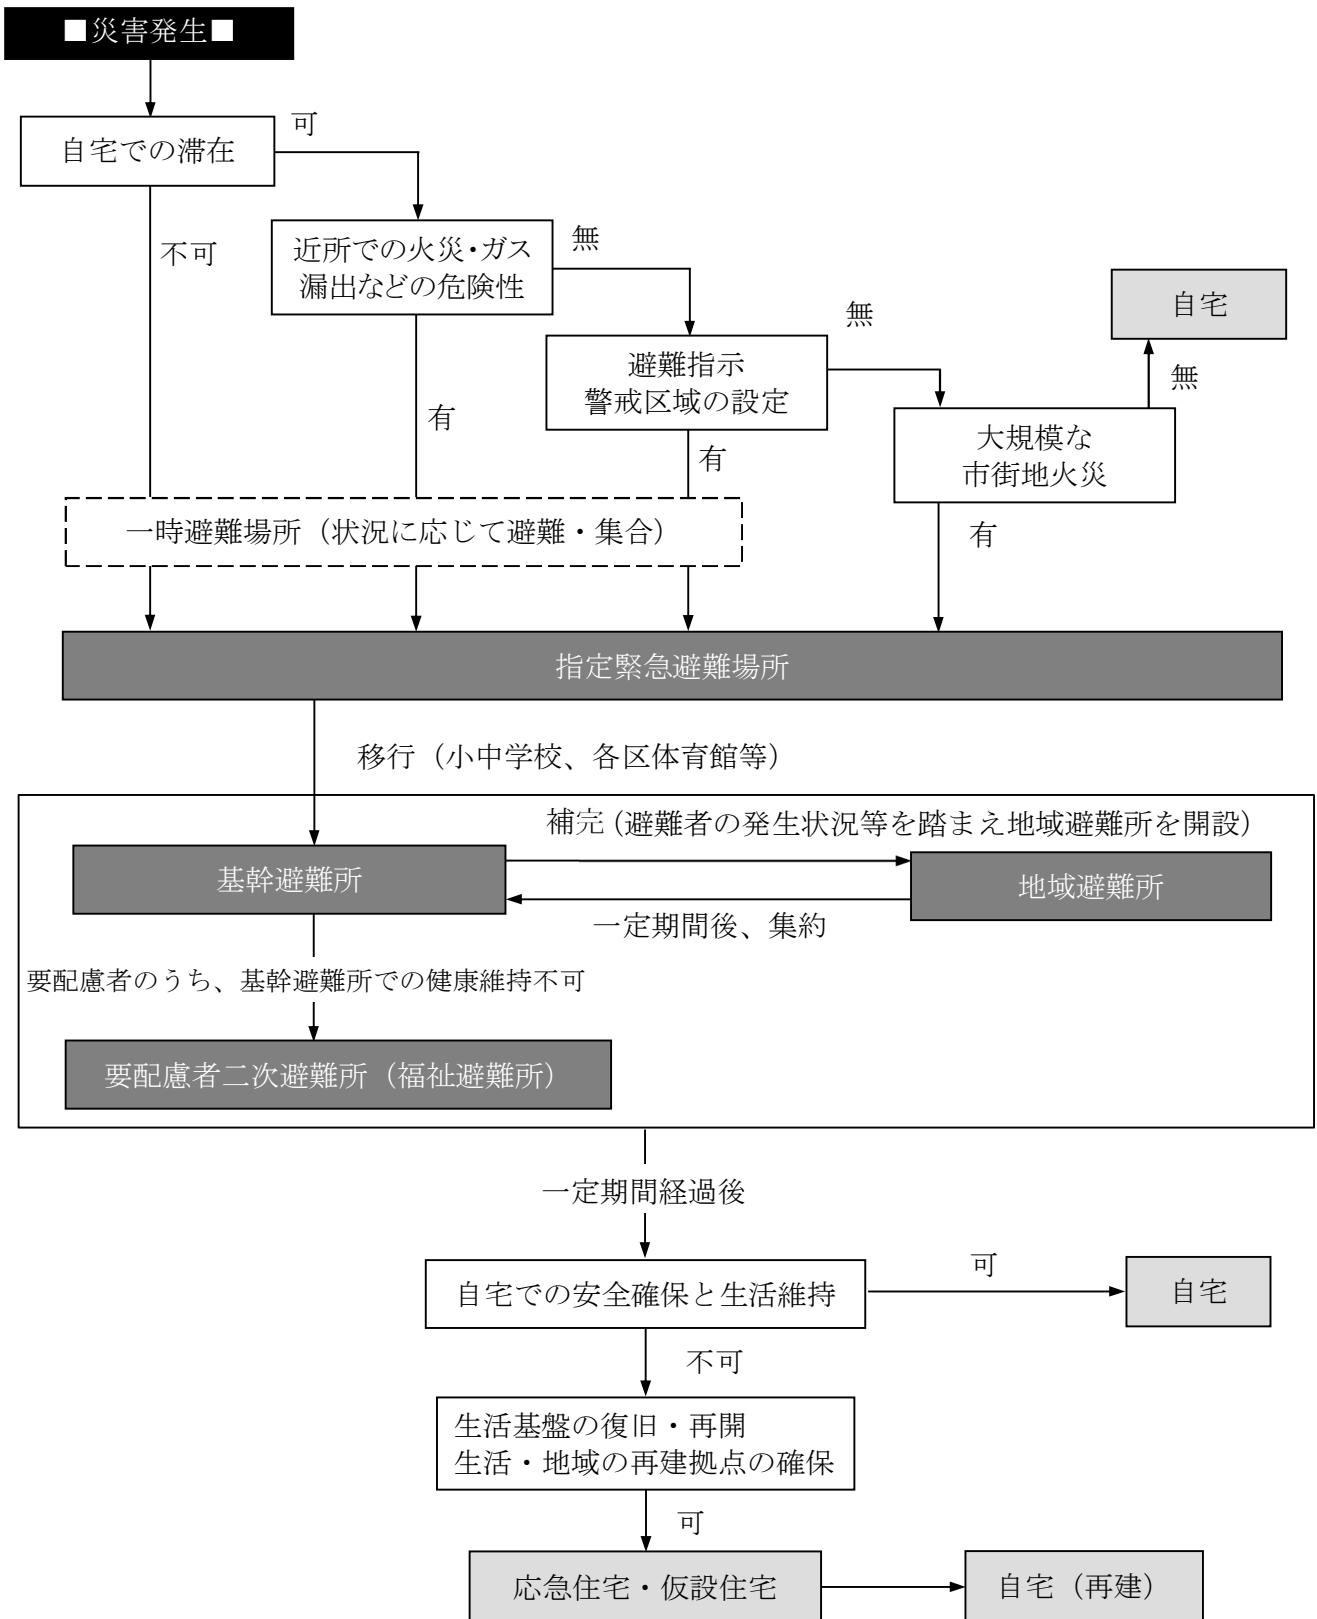 ■災害発生■
可
自宅での滞在
不可
近所での火災・ガス
漏出などの危険性
無
有
避難指示
警戒区域の設定
無
有
自宅
無
大規模な
市街地火災
有
一時避難場所（状況に応じて避難・集合）
指定緊急避難場所
移行（小中学校、各区体育館等）
補完（避難者の発生状況等を踏まえ地域避難所を開設）
基幹避難所
地域避難所
一定期間後、集約
要配慮者のうち、基幹避難所での健康維持不可
要配慮者二次避難所（福祉避難所）
一定期間経過後
自宅での安全確保と生活維持
可
自宅
不可
生活基盤の復旧・再開
生活・地域の再建拠点の確保
可
応急住宅・仮設住宅
自宅（再建）